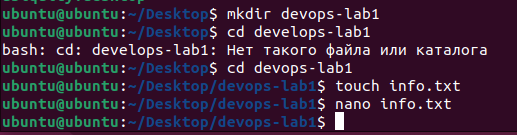 ubuntu@ubuntu:~/Desktop$ mkdir devops-lab1
ubuntu@ubuntu:~/Desktop$ cd develops-lab1
bash: cd: develops-lab1: Нет такого файла или каталога
ubuntu@ubuntu:~/Desktop$ cd devops-lab1
ubuntu@ubuntu:~/Desktop/devops-lab1$ touch info.txt
ubuntu@ubuntu:~/Desktop/devops-lab1$ nano info.txt
ubuntu@ubuntu:~/Desktop/devops-lab1$